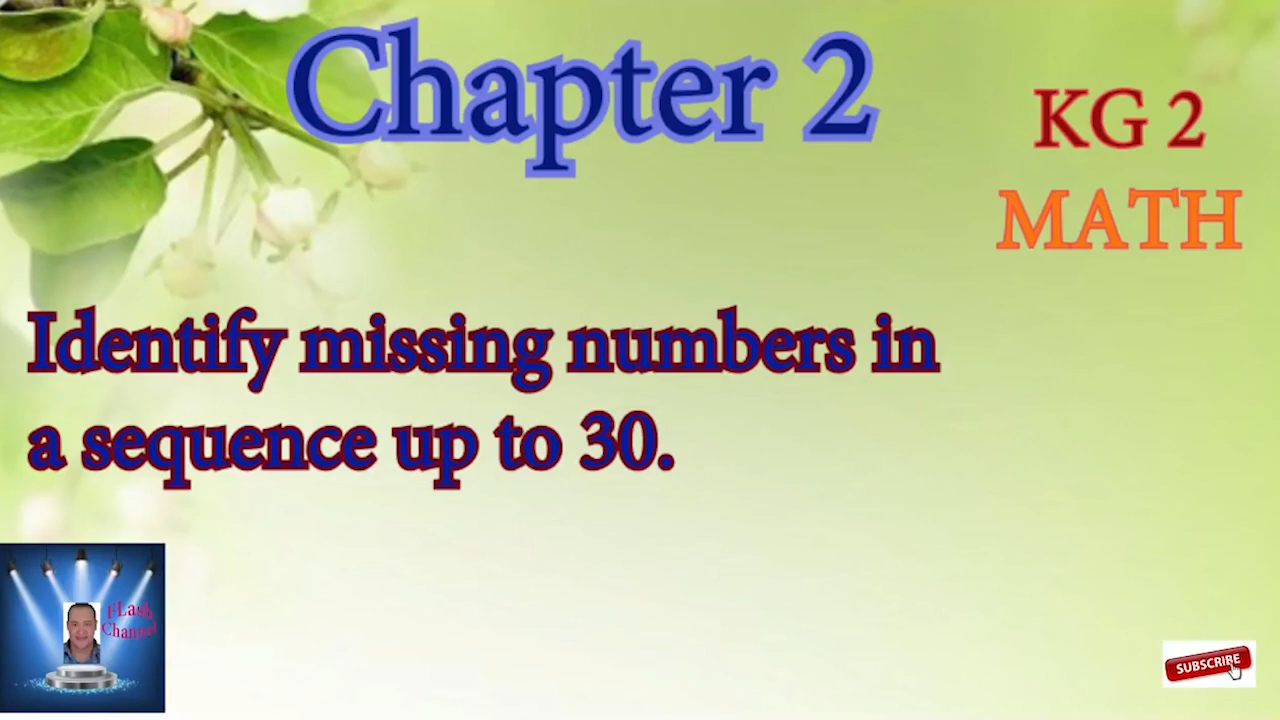 Chapter 2
KG 2
MATH
Identify missing numbers in
a sequence up to 30.
fLash
Channel
SUBSCRIBE